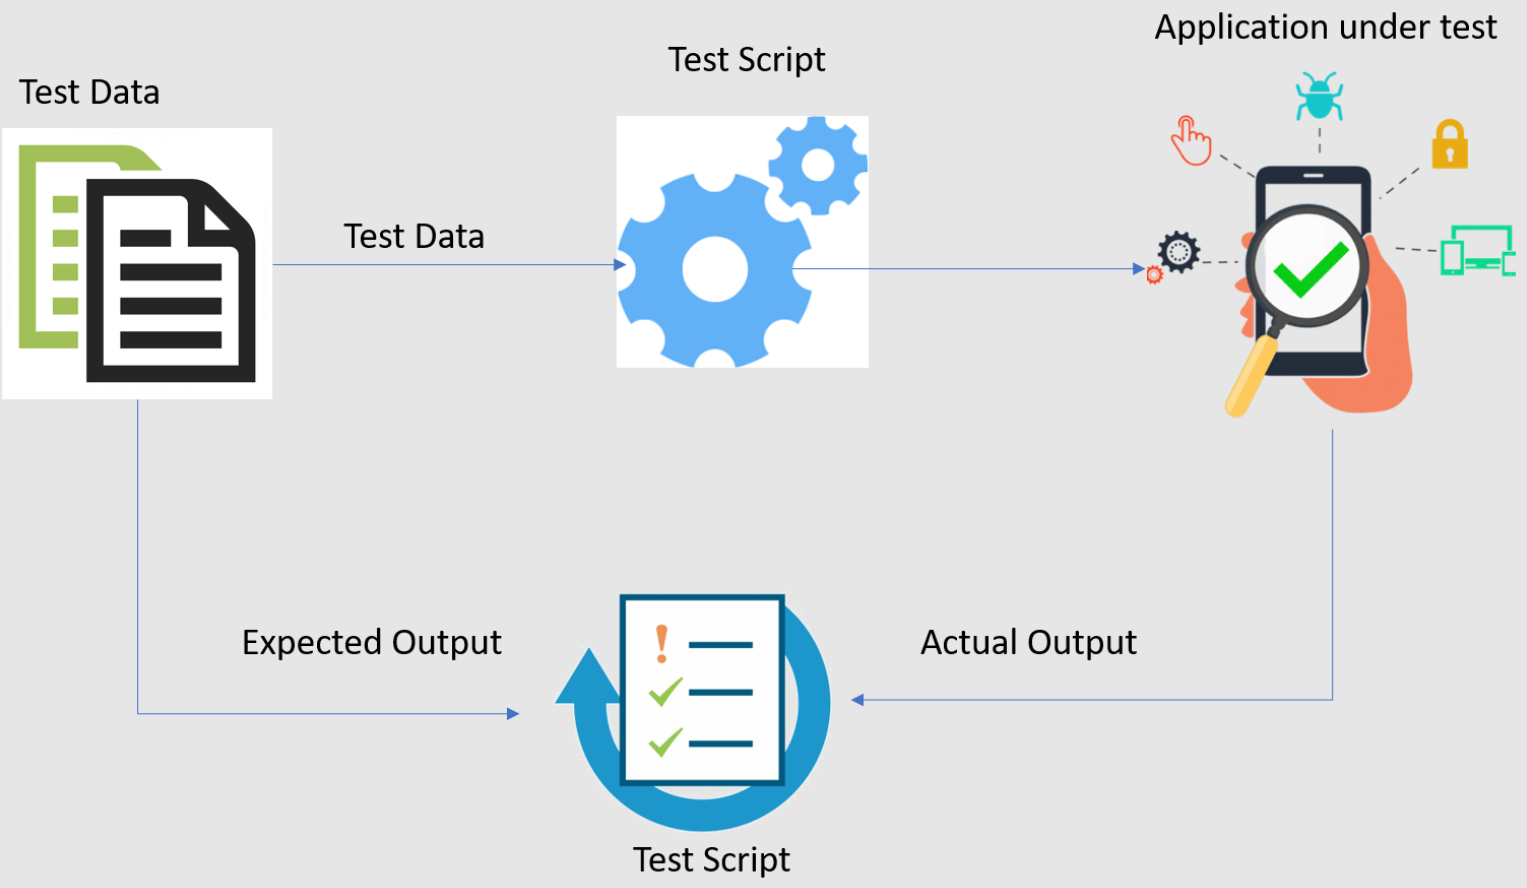 Application under test
Test Script
Test Data
Test Data
Expected Output
Actual Output
Test Script